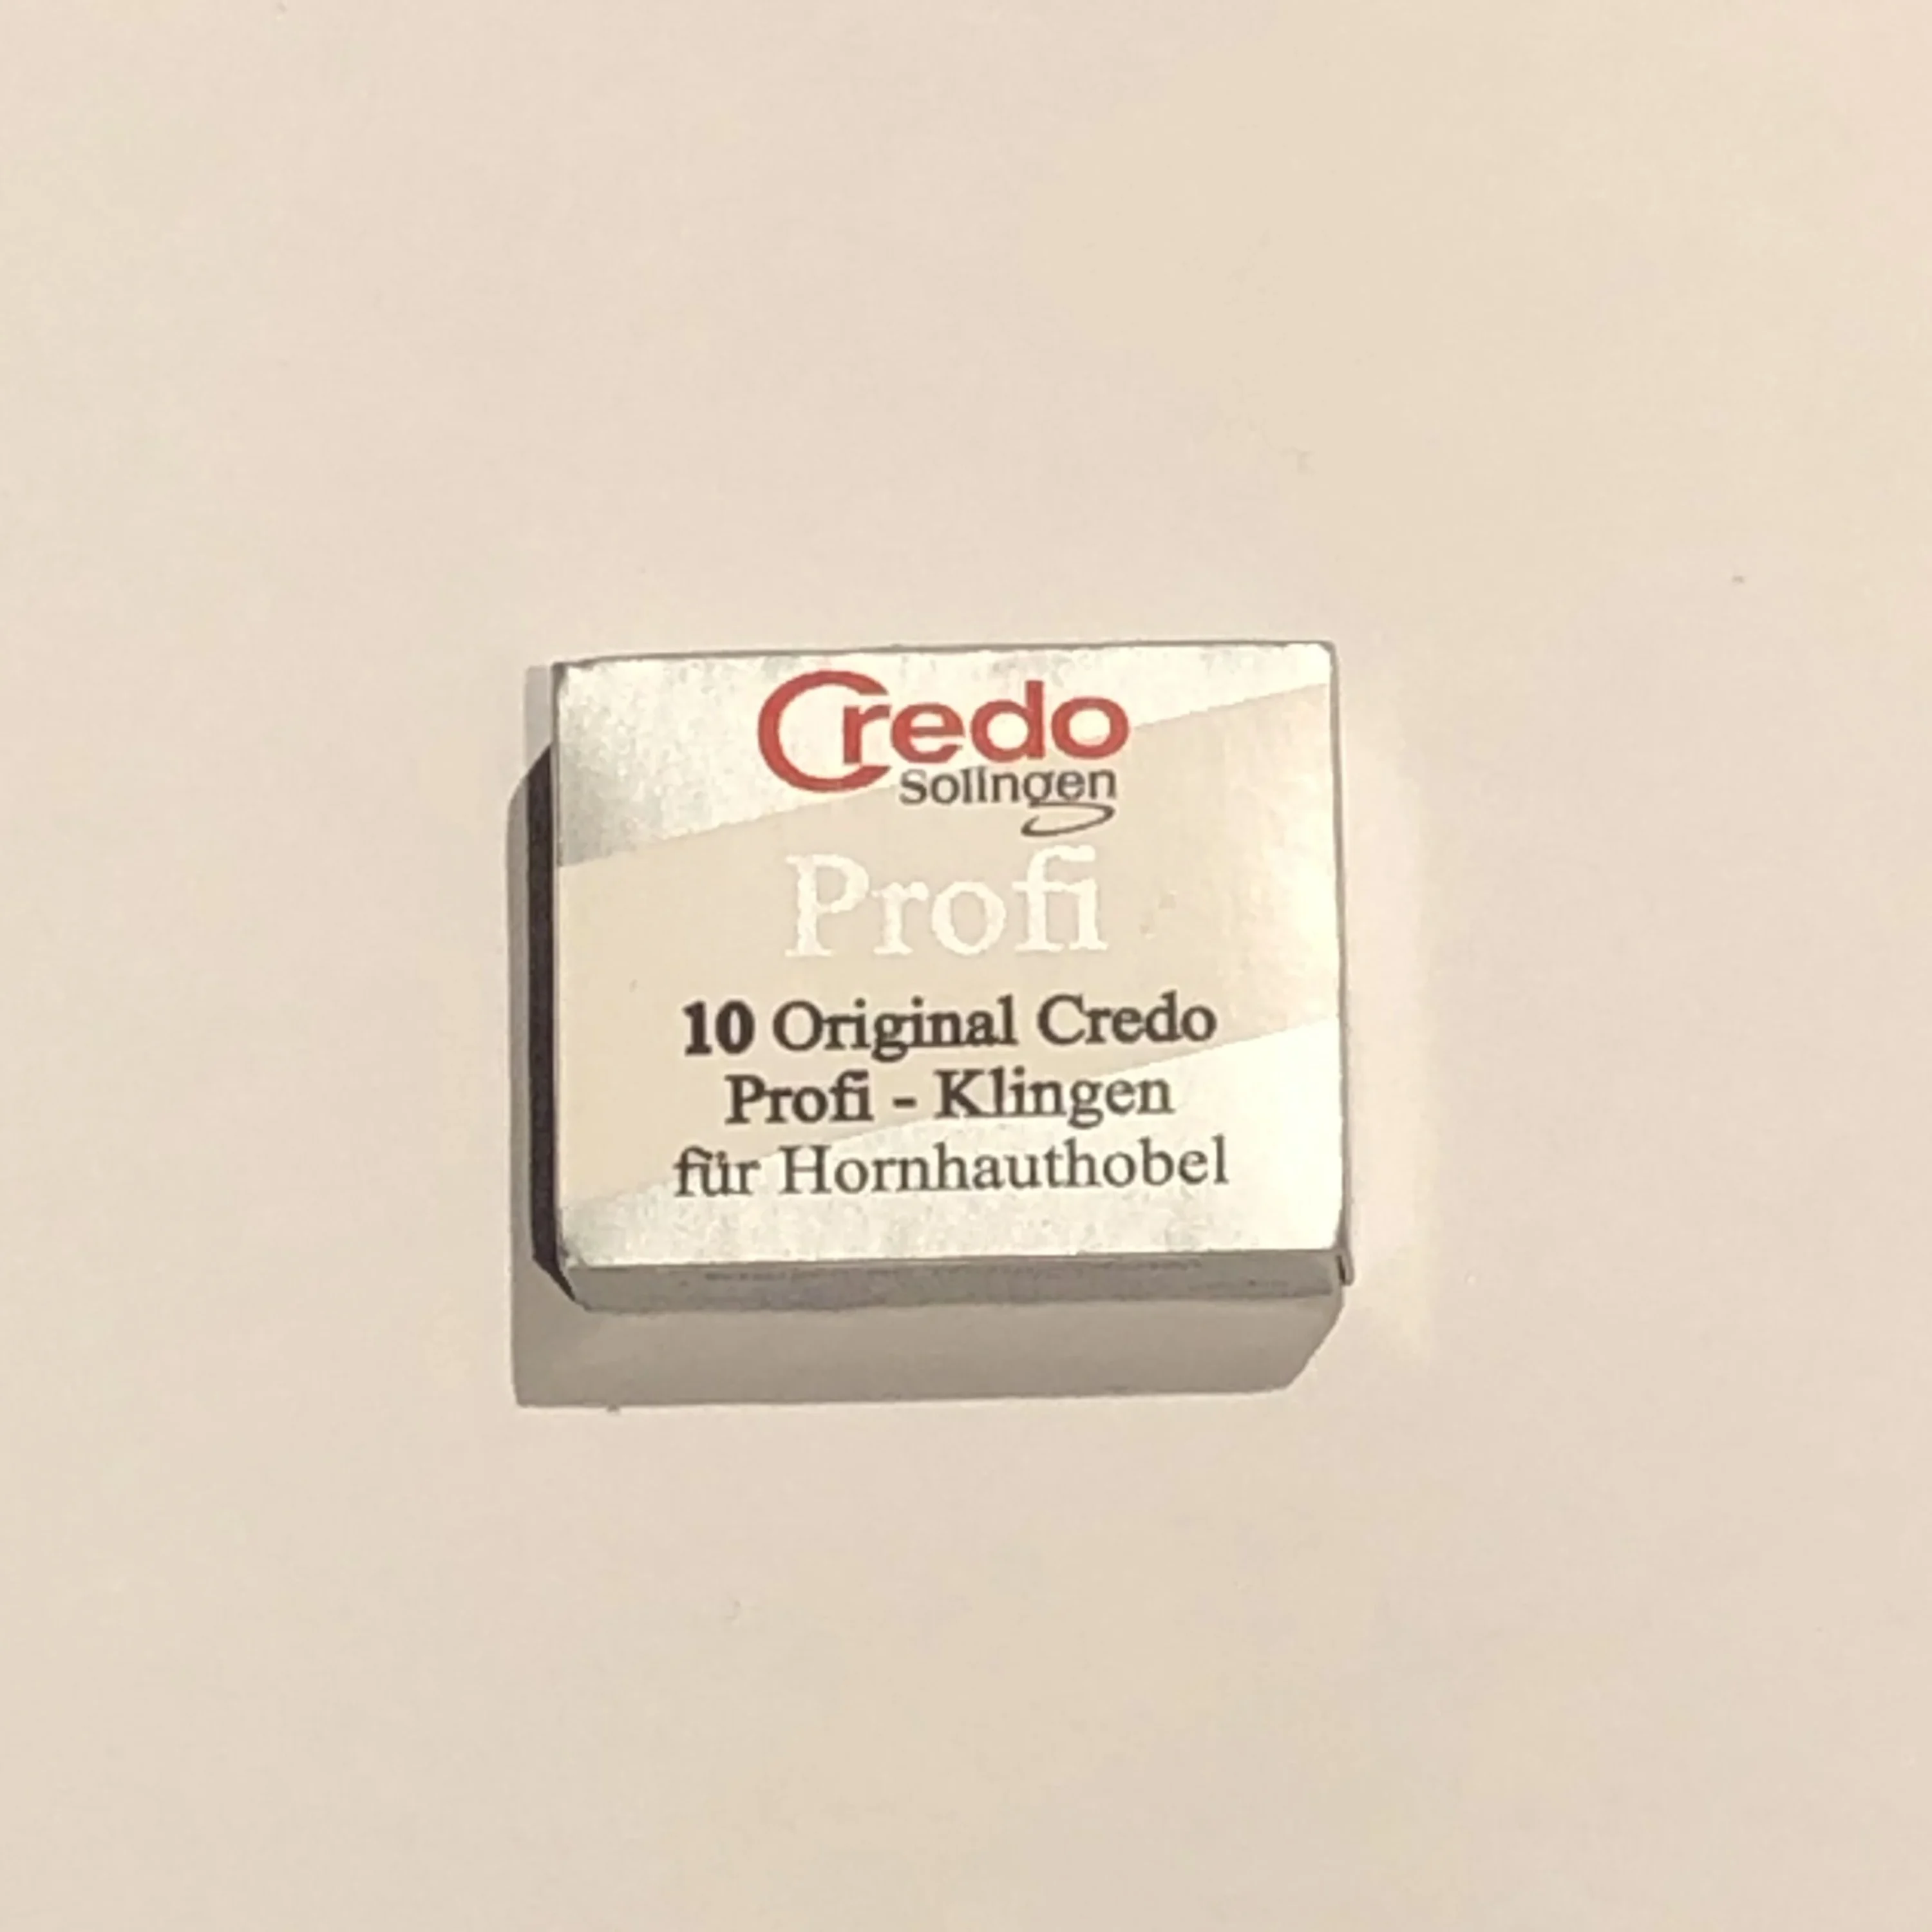 Credo
Solingen
Profi
10 Original Credo
Profi - Klingen
für Hornhauthobel